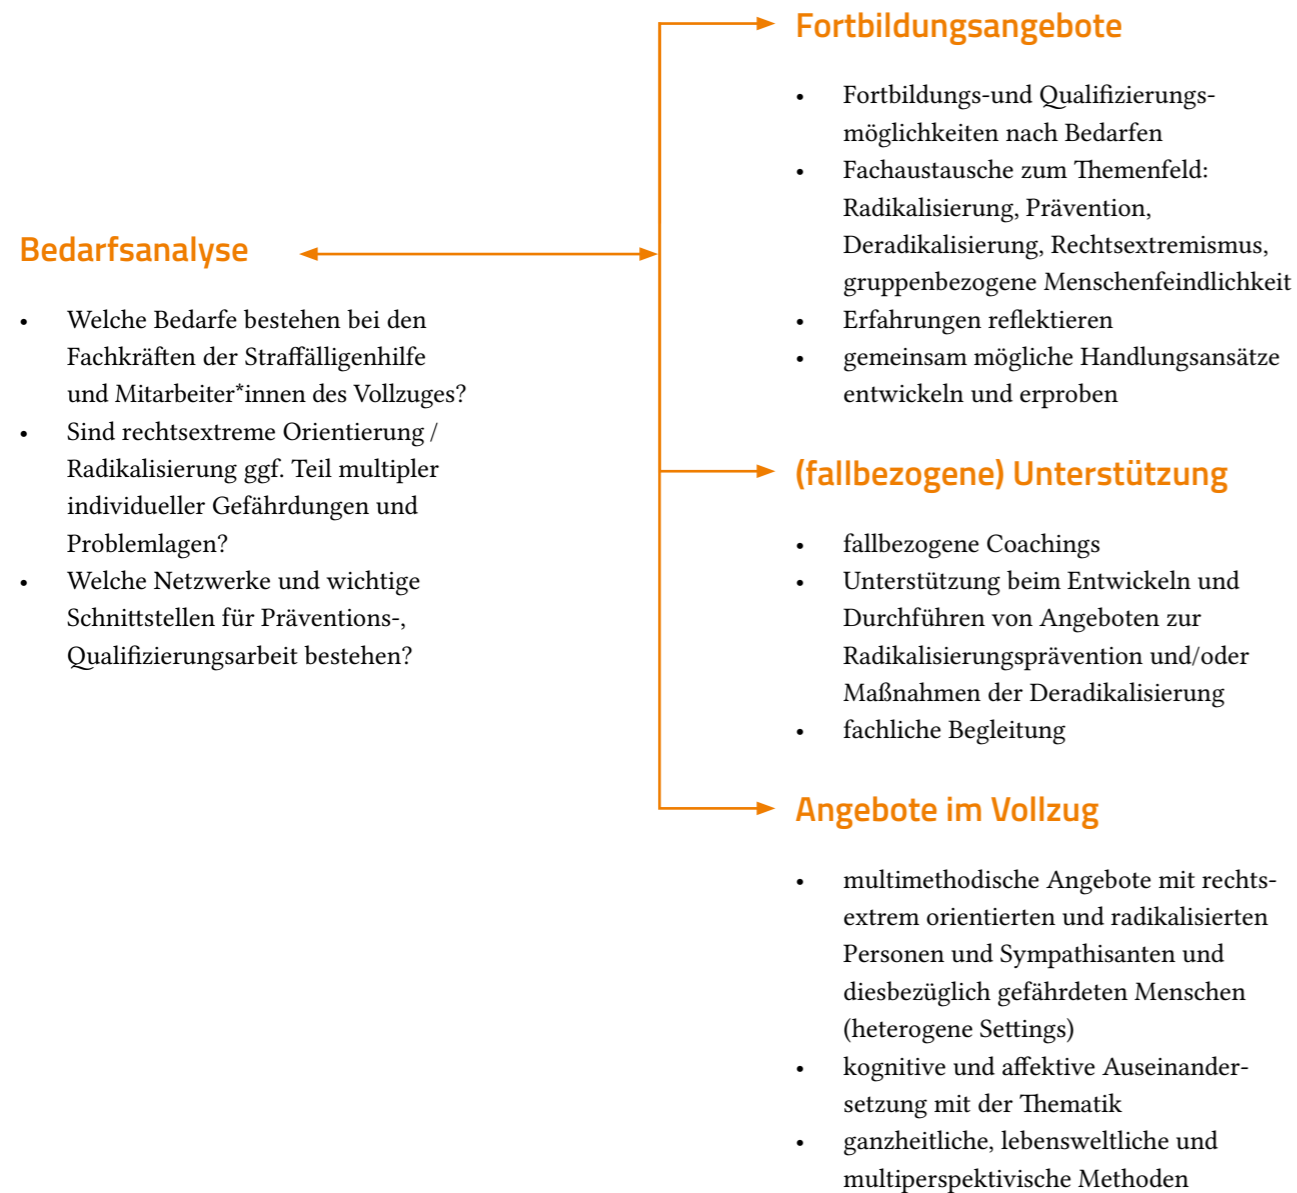 Bedarfsanalyse
• Welche Bedarfe bestehen bei den
Fachkräften der Straffälligenhilfe
und Mitarbeiter*innen des Vollzuges?
• Sind rechtsextreme Orientierung /
Radikalisierung ggf. Teil multipler
individueller Gefährdungen und
Problemlagen?
• Welche Netzwerke und wichtige
Schnittstellen für Präventions-,
Qualifizierungsarbeit bestehen?
Fortbildungsangebote
• Fortbildungs-und Qualifizierungs-
möglichkeiten nach Bedarfen
• Fachaustausche zum Themenfeld:
Radikalisierung, Prävention,
Deradikalisierung, Rechtsextremismus,
gruppenbezogene Menschenfeindlichkeit
• Erfahrungen reflektieren
• gemeinsam mögliche Handlungsansätze
entwickeln und erproben
(fallbezogene) Unterstützung
• fallbezogene Coachings
• Unterstützung beim Entwickeln und
Durchführen von Angeboten zur
Radikalisierungsprävention und/oder
Maßnahmen der Deradikalisierung
• fachliche Begleitung
Angebote im Vollzug
• multimethodische Angebote mit rechts-
extrem orientierten und radikalisierten
Personen und Sympathisanten und
diesbezüglich gefährdeten Menschen
(heterogene Settings)
• kognitive und affektive Auseinander-
setzung mit der Thematik
• ganzheitliche, lebensweltliche und
multiperspektivische Methoden